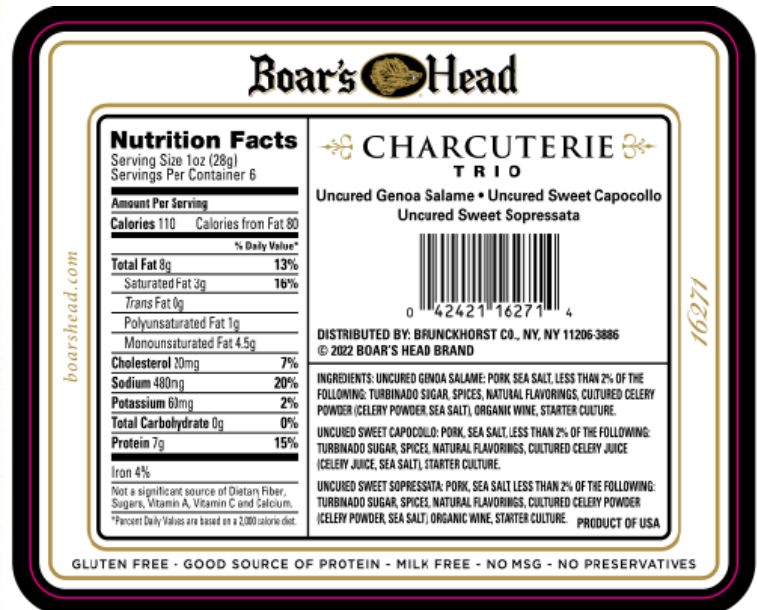 Boar's Head
Nutrition Facts
Serving Size 1oz (28g)
Servings Per Container 6
Amount Per Serving
Calories 110 Calories from Fat 80
% Daily Value*
Total Fat 8g 13%
Saturated Fat 3g 16%
Trans Fat 0g
Polyunsaturated Fat 1g
Monounsaturated Fat 4.5g
Cholesterol 20mg 7%
Sodium 480mg 20%
Potassium 60mg 2%
Total Carbohydrate 0g 0%
Protein 7g 15%
Iron 4%
Not a significant source of Dietary Fiber,
Sugars, Vitamin A, Vitamin C and Calcium.
*Percent Daily Values are based on a 2,000 calorie diet.
CHARCUTERIE
TRIO
Uncured Genoa Salame • Uncured Sweet Capocollo
Uncured Sweet Sopressata
0 42421 16271 4
DISTRIBUTED BY: BRUNCKHORST CO., NY, NY 11206-3886
© 2022 BOAR'S HEAD BRAND
INGREDIENTS: UNCURED GENOA SALAME: PORK, SEA SALT, LESS THAN 2% OF THE
FOLLOWING: TURBINADO SUGAR, SPICES, NATURAL FLAVORINGS, CULTURED CELERY
POWDER (CELERY POWDER, SEA SALT), ORGANIC WINE, STARTER CULTURE.
UNCURED SWEET CAPOCOLLO: PORK, SEA SALT, LESS THAN 2% OF THE FOLLOWING:
TURBINADO SUGAR, SPICES, NATURAL FLAVORINGS, CULTURED CELERY JUICE
(CELERY JUICE, SEA SALT), STARTER CULTURE.
UNCURED SWEET SOPRESSATA: PORK, SEA SALT LESS THAN 2% OF THE FOLLOWING:
TURBINADO SUGAR, SPICES, NATURAL FLAVORINGS, CULTURED CELERY POWDER
(CELERY POWDER, SEA SALT) ORGANIC WINE, STARTER CULTURE. PRODUCT OF USA
boarshead.com
16271
GLUTEN FREE · GOOD SOURCE OF PROTEIN - MILK FREE - NO MSG - NO PRESERVATIVES